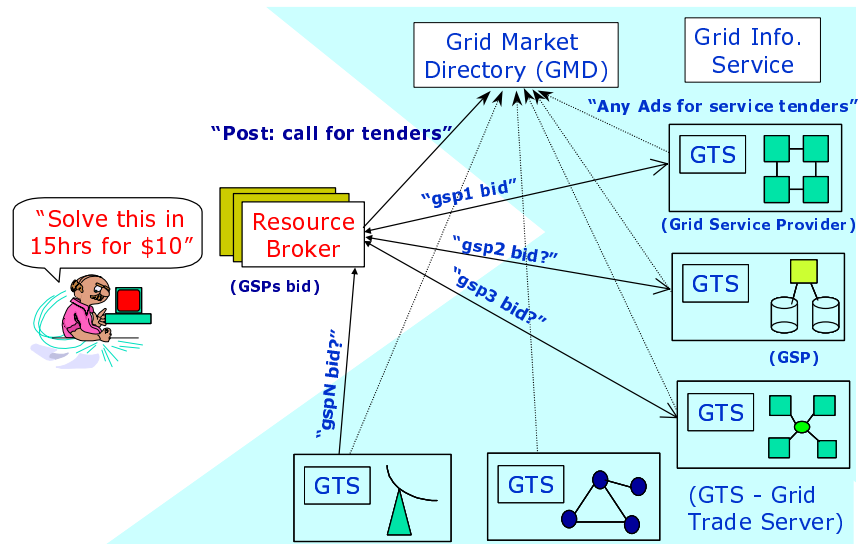 Grid Market
Directory (GMD)
Grid Info.
Service
“Any Ads for service tenders”
“Post: call for tenders”
GTS
“gsp1 bid”
(Grid Service Provider)
“Solve this in
15hrs for $10”
Resource
Broker
(GSPs bid)
“gsp2 bid?”
GTS
“gsp3 bid?”
(GSP)
“gspN bid?”
GTS
GTS
GTS
(GTS - Grid
Trade Server)